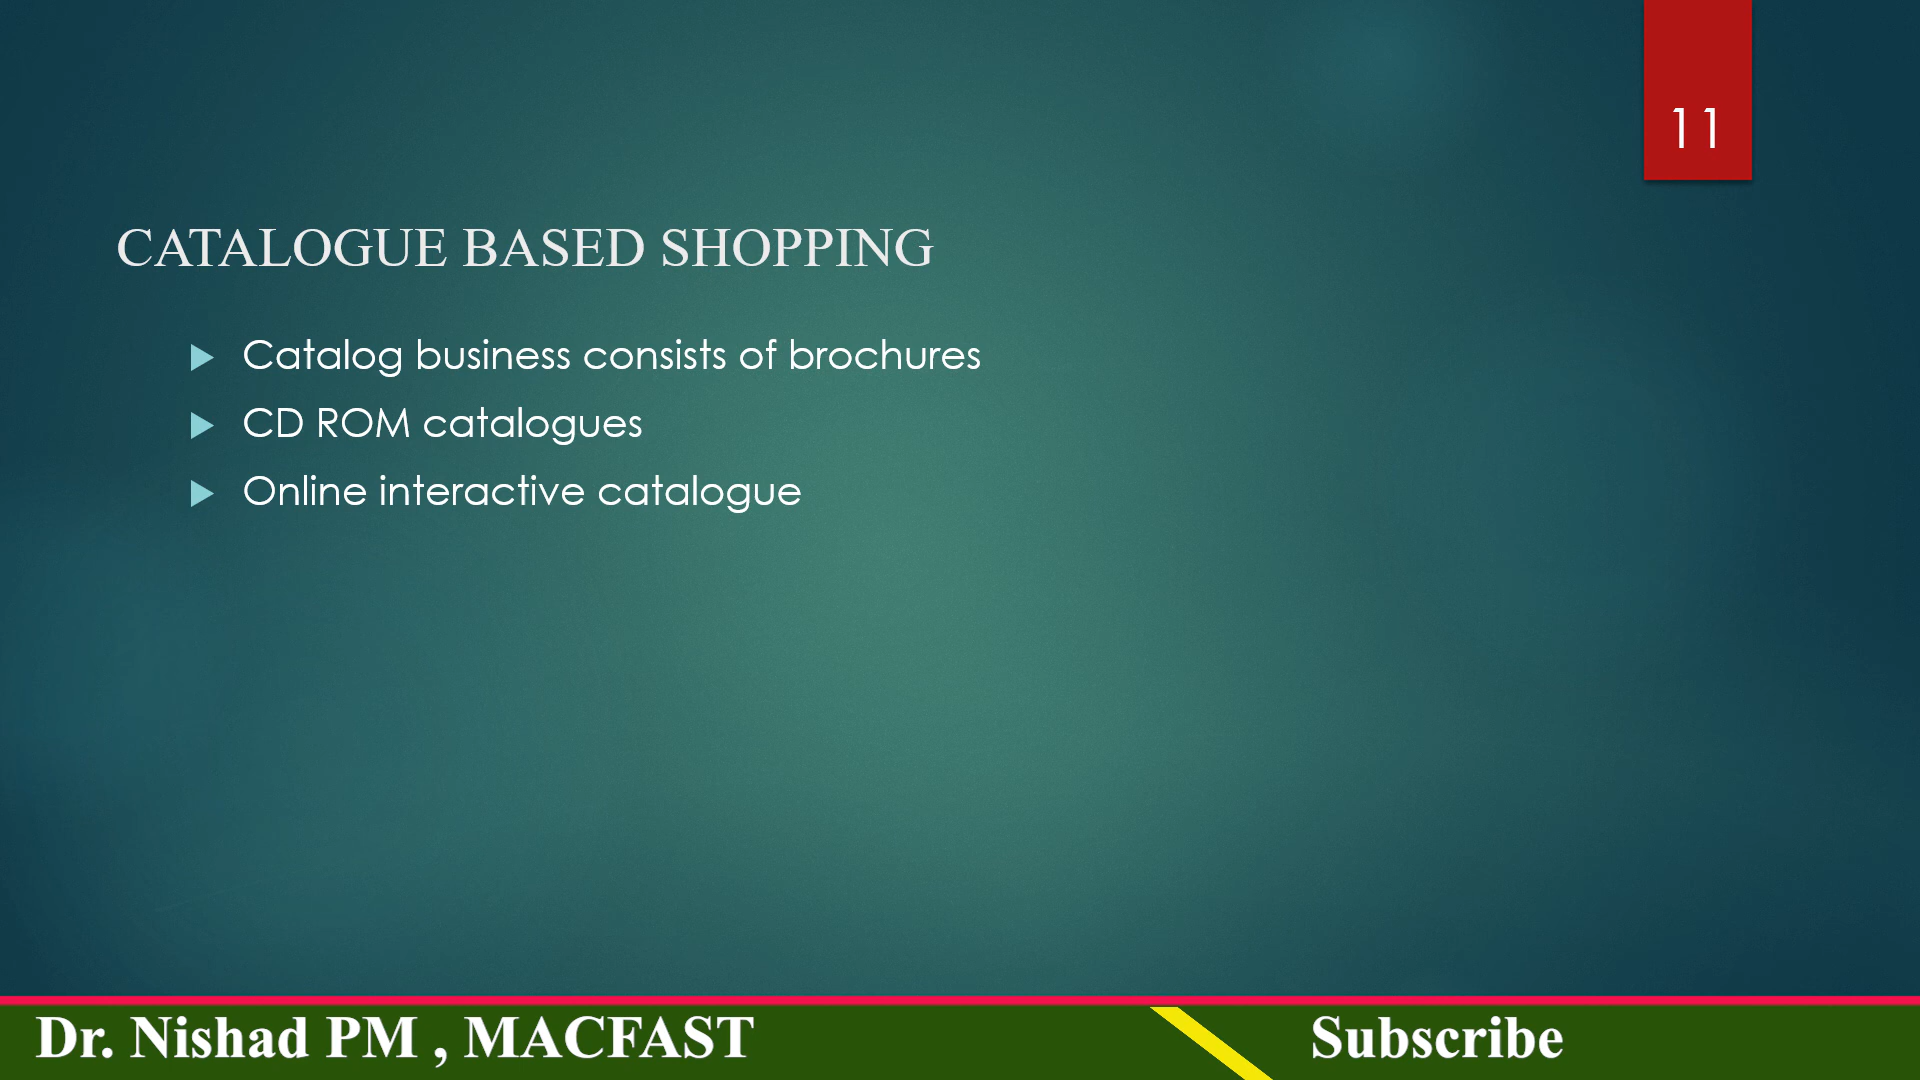 11
CATALOGUE BASED SHOPPING
Catalog business consists of brochures
CD ROM catalogues
Online interactive catalogue
Dr. Nishad PM , MACFAST
Subscribe